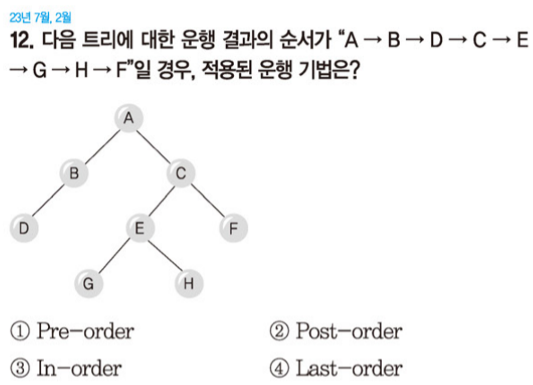 23년 7월, 2월
12. 다음 트리에 대한 운행 결과의 순서가 “A → B → D → C → E
→ G → H → F”일 경우, 적용된 운행 기법은?
A
B
C
D
E
F
G
H
① Pre-order
② Post-order
③ In-order
④ Last-order